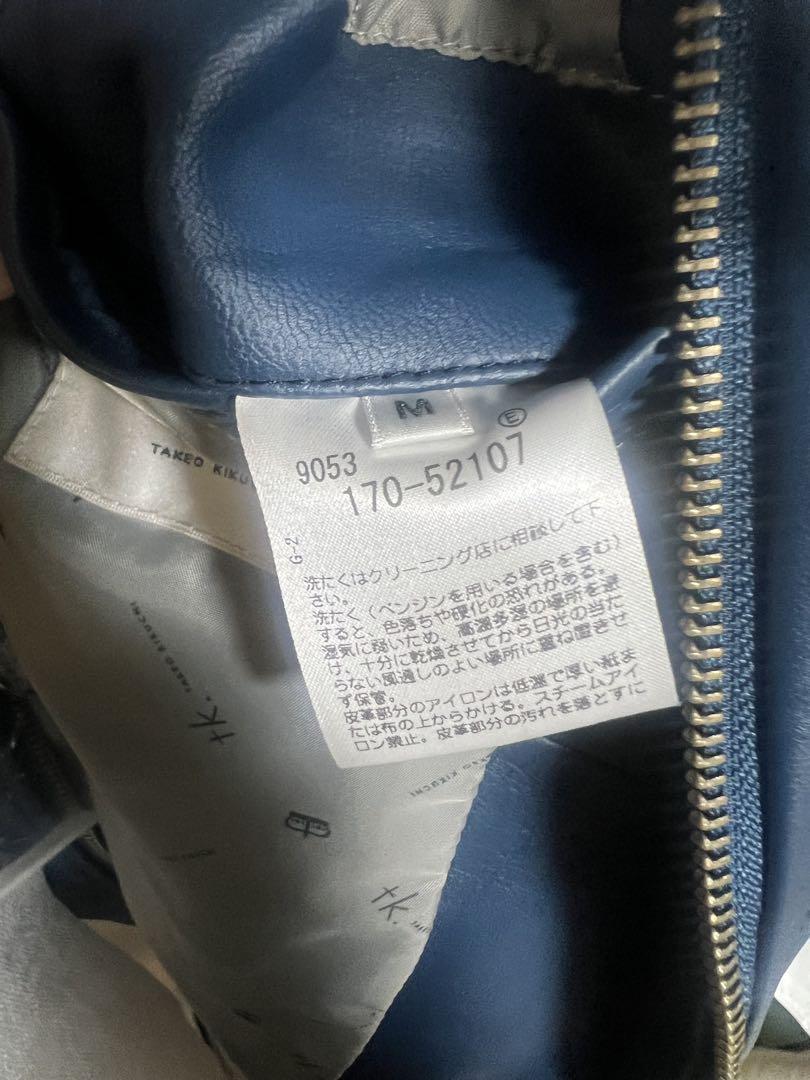 M
E
9053
170-52107
G-2
洗たくはクリーニング店に相談して下
さい。
洗たく(ベンジンを用いる場合を含む)
すると、色落ちや硬化の恐れがある。
湿気に弱いため、高温多湿の場所を避
け、十分に乾燥させてから日光の当た
らない風通しのよい場所に重ね置きせ
ず保管。
皮革部分のアイロンは低温で厚い紙ま
たは布の上からかける。スチームアイ
ロン禁止。皮革部分の汚れを落とすに
TAKEO KIKU
tk. TAKEO KIKUCHI
TAKEO KIKUCHI
tk.